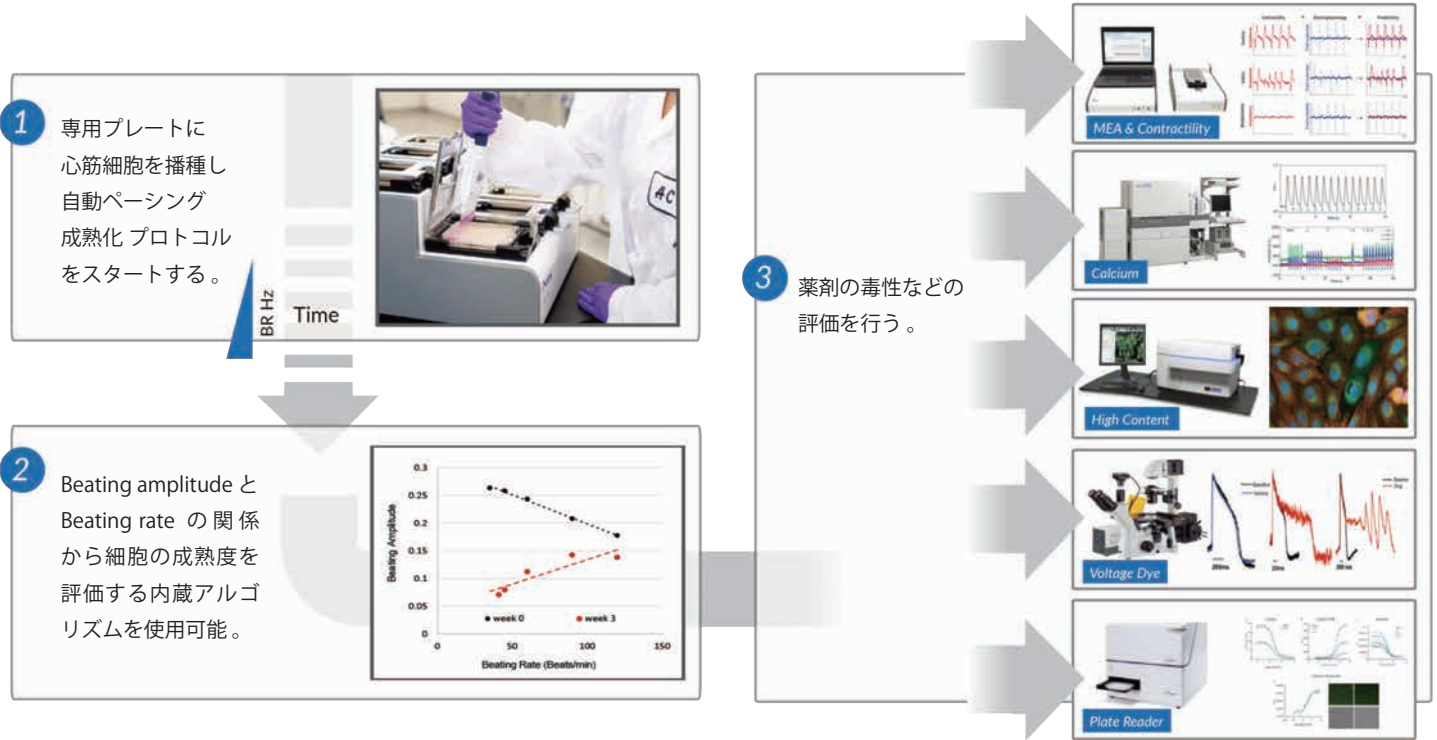 1
専用プレートに
心筋細胞を播種し
自動ペーシング
成熟化 プロトコル
をスタートする。
BR Hz
Time
AC
2
Beating amplitude と
Beating rate の関係
から細胞の成熟度を
評価する内蔵アルゴ
リズムを使用可能。
Beating Amplitude
0.3
0.25
0.2
0.15
0.1
0.05
0
week 0
week 3
0 50 100 150
Beating Rate (Beats/min)
3
薬剤の毒性などの
評価を行う。
MEA & Contractility
Calcium
High Content
Voltage Dye
Plate Reader